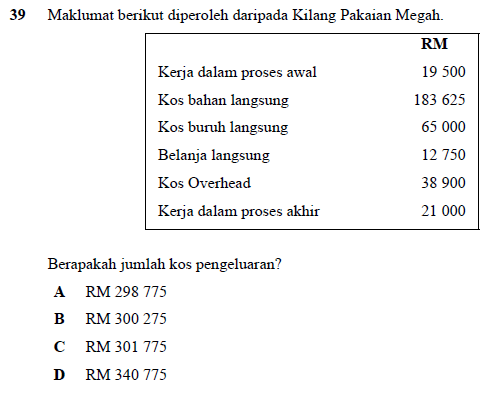 39 Maklumat berikut diperoleh daripada Kilang Pakaian Megah.
RM
Kerja dalam proses awal 19 500
Kos bahan langsung 183 625
Kos buruh langsung 65 000
Belanja langsung 12 750
Kos Overhead 38 900
Kerja dalam proses akhir 21 000
Berapakah jumlah kos pengeluaran?
A RM 298 775
B RM 300 275
C RM 301 775
D RM 340 775